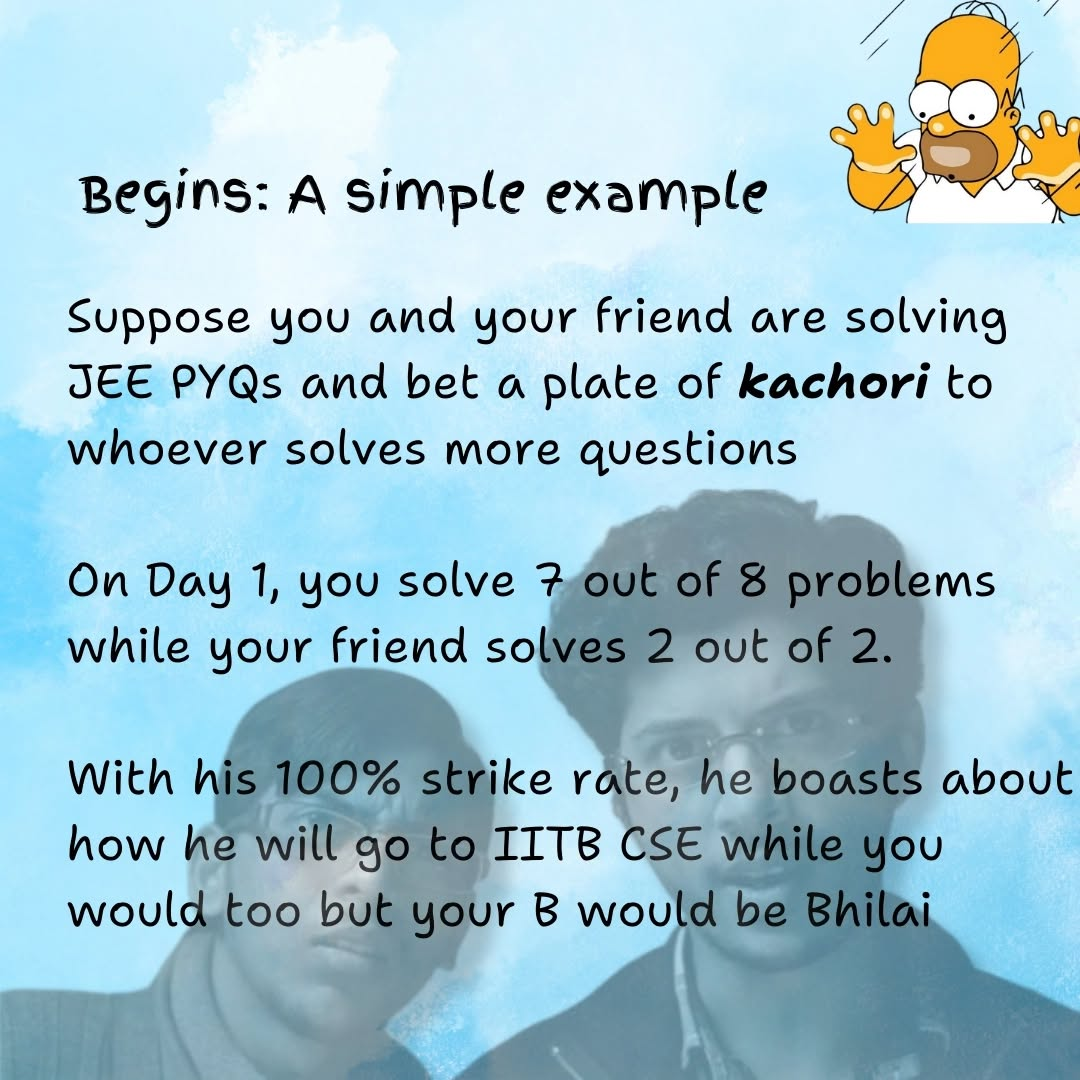 Begins: A simple example
Suppose you and your friend are solving
JEE PYQs and bet a plate of kachori to
whoever solves more questions
On Day 1, you solve 7 out of 8 problems
while your friend solves 2 out of 2.
With his 100% strike rate, he boasts about
how he will go to IITB CSE while you
would too but your B would be Bhilai